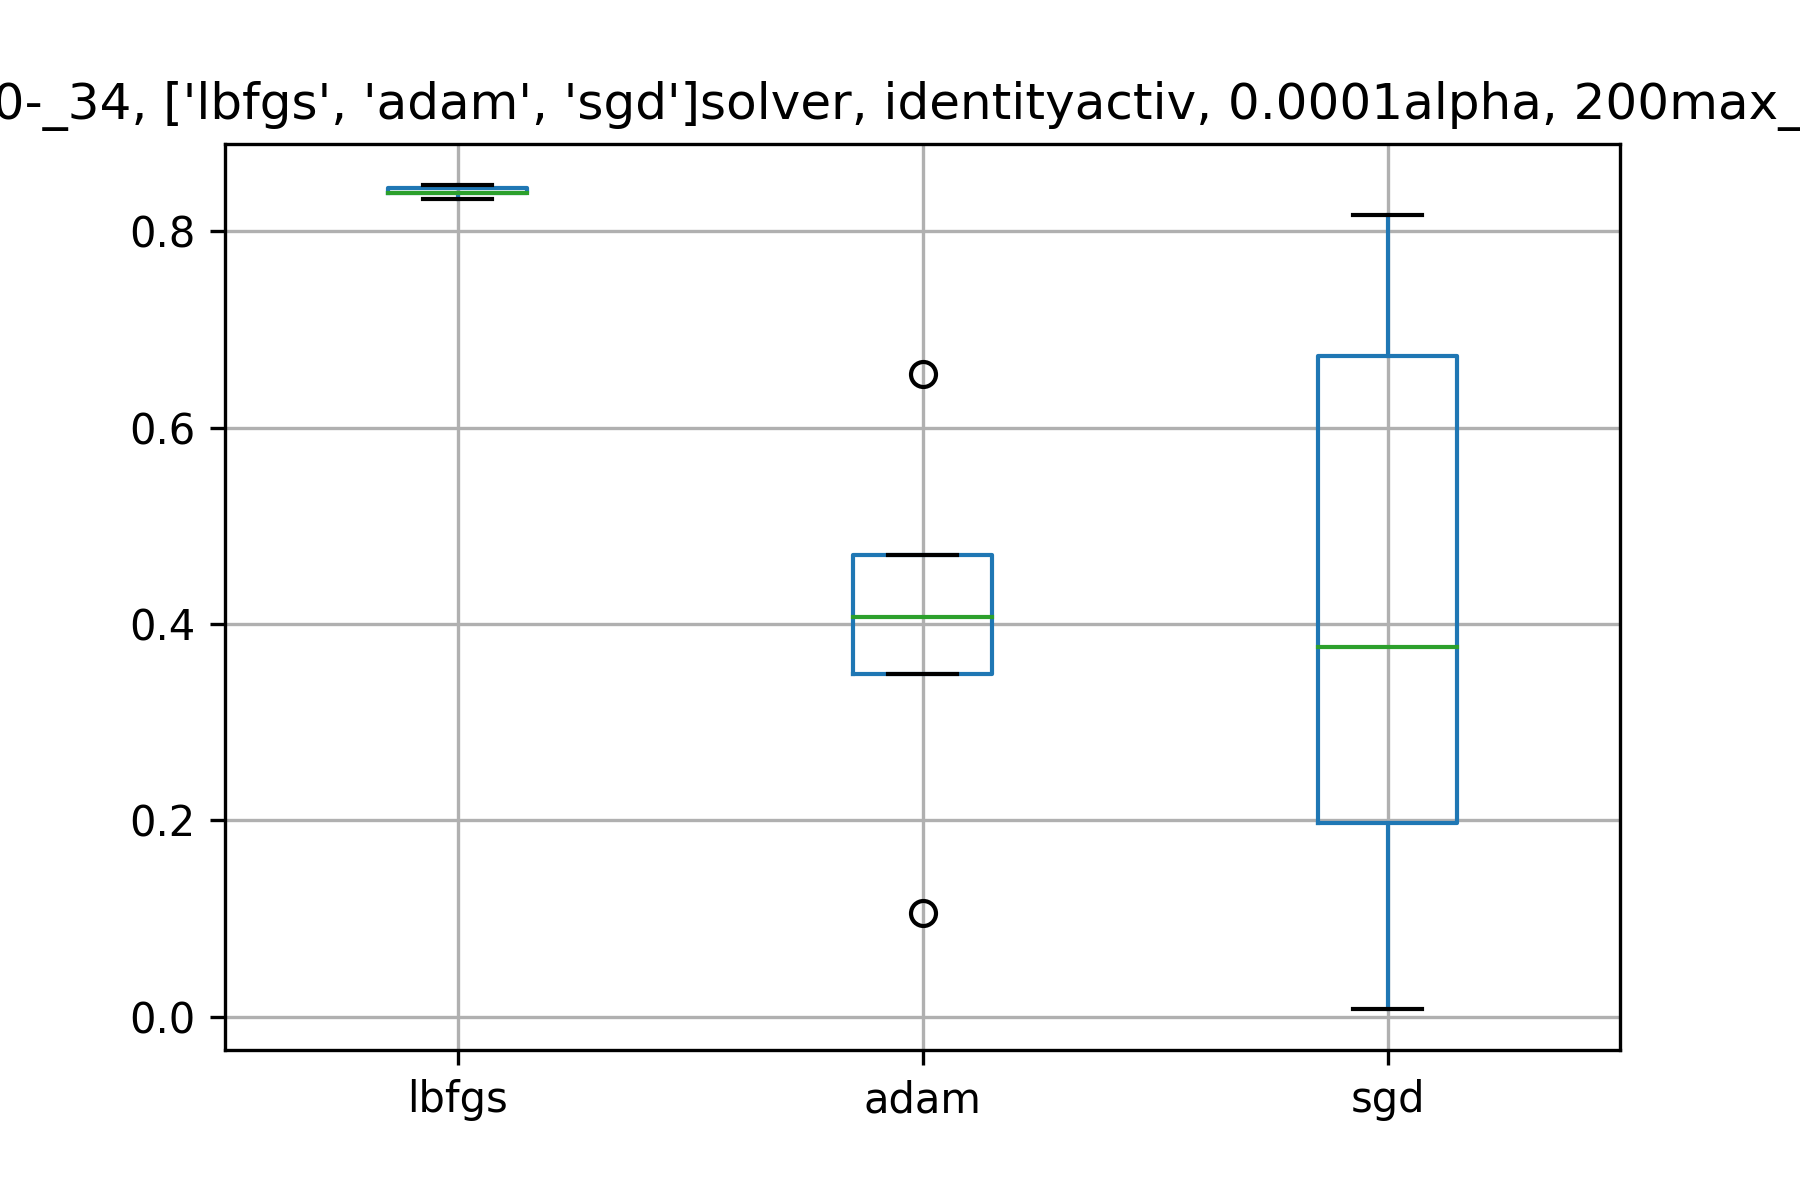 0-_34, ['lbfgs', 'adam', 'sgd']solver, identityactiv, 0.0001alpha, 200max_
0.8
0.6
0.4
0.2
0.0
lbfgs adam sgd